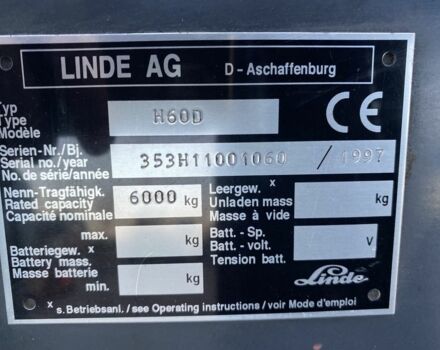 LINDE AG D - Aschaffenburg
Typ
Type H60D CE
Modèle
Serien-Nr./Bj.
Serial no./year 353H11001060 / 1997
No. de série/année
Nenn-Tragfähigk. Leergew. x
Rated capacity 6000 kg Unladen mass kg
Capacité nominale Masse à vide
max. kg Batt. - Sp.
Batteriegew. x Batt. - volt. V
Battery mass. Tension batt.
Masse batterie
min. kg Linde
x s. Betriebsanl. / see Operating instructions / voir Mode d'emploi